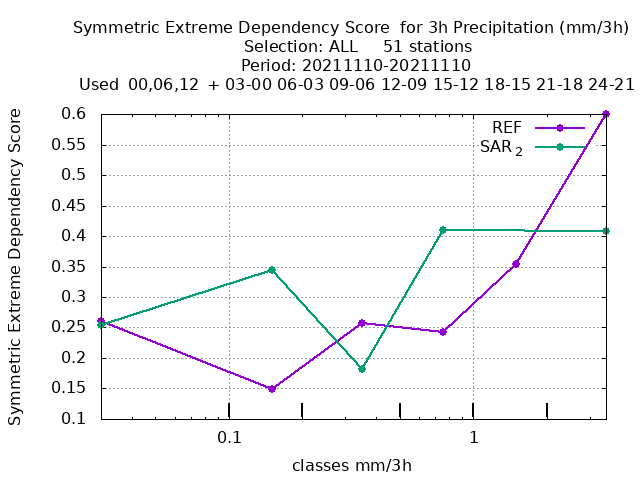 Symmetric Extreme Dependency Score  for 3h Precipitation (mm/3h)
Selection: ALL     51 stations
Period: 20211110-20211110
Used  00,06,12  + 03-00 06-03 09-06 12-09 15-12 18-15 21-18 24-21
Symmetric Extreme Dependency Score
0.6
0.55
0.5
0.45
0.4
0.35
0.3
0.25
0.2
0.15
0.1
REF
SAR 2
0.1
1
classes mm/3h